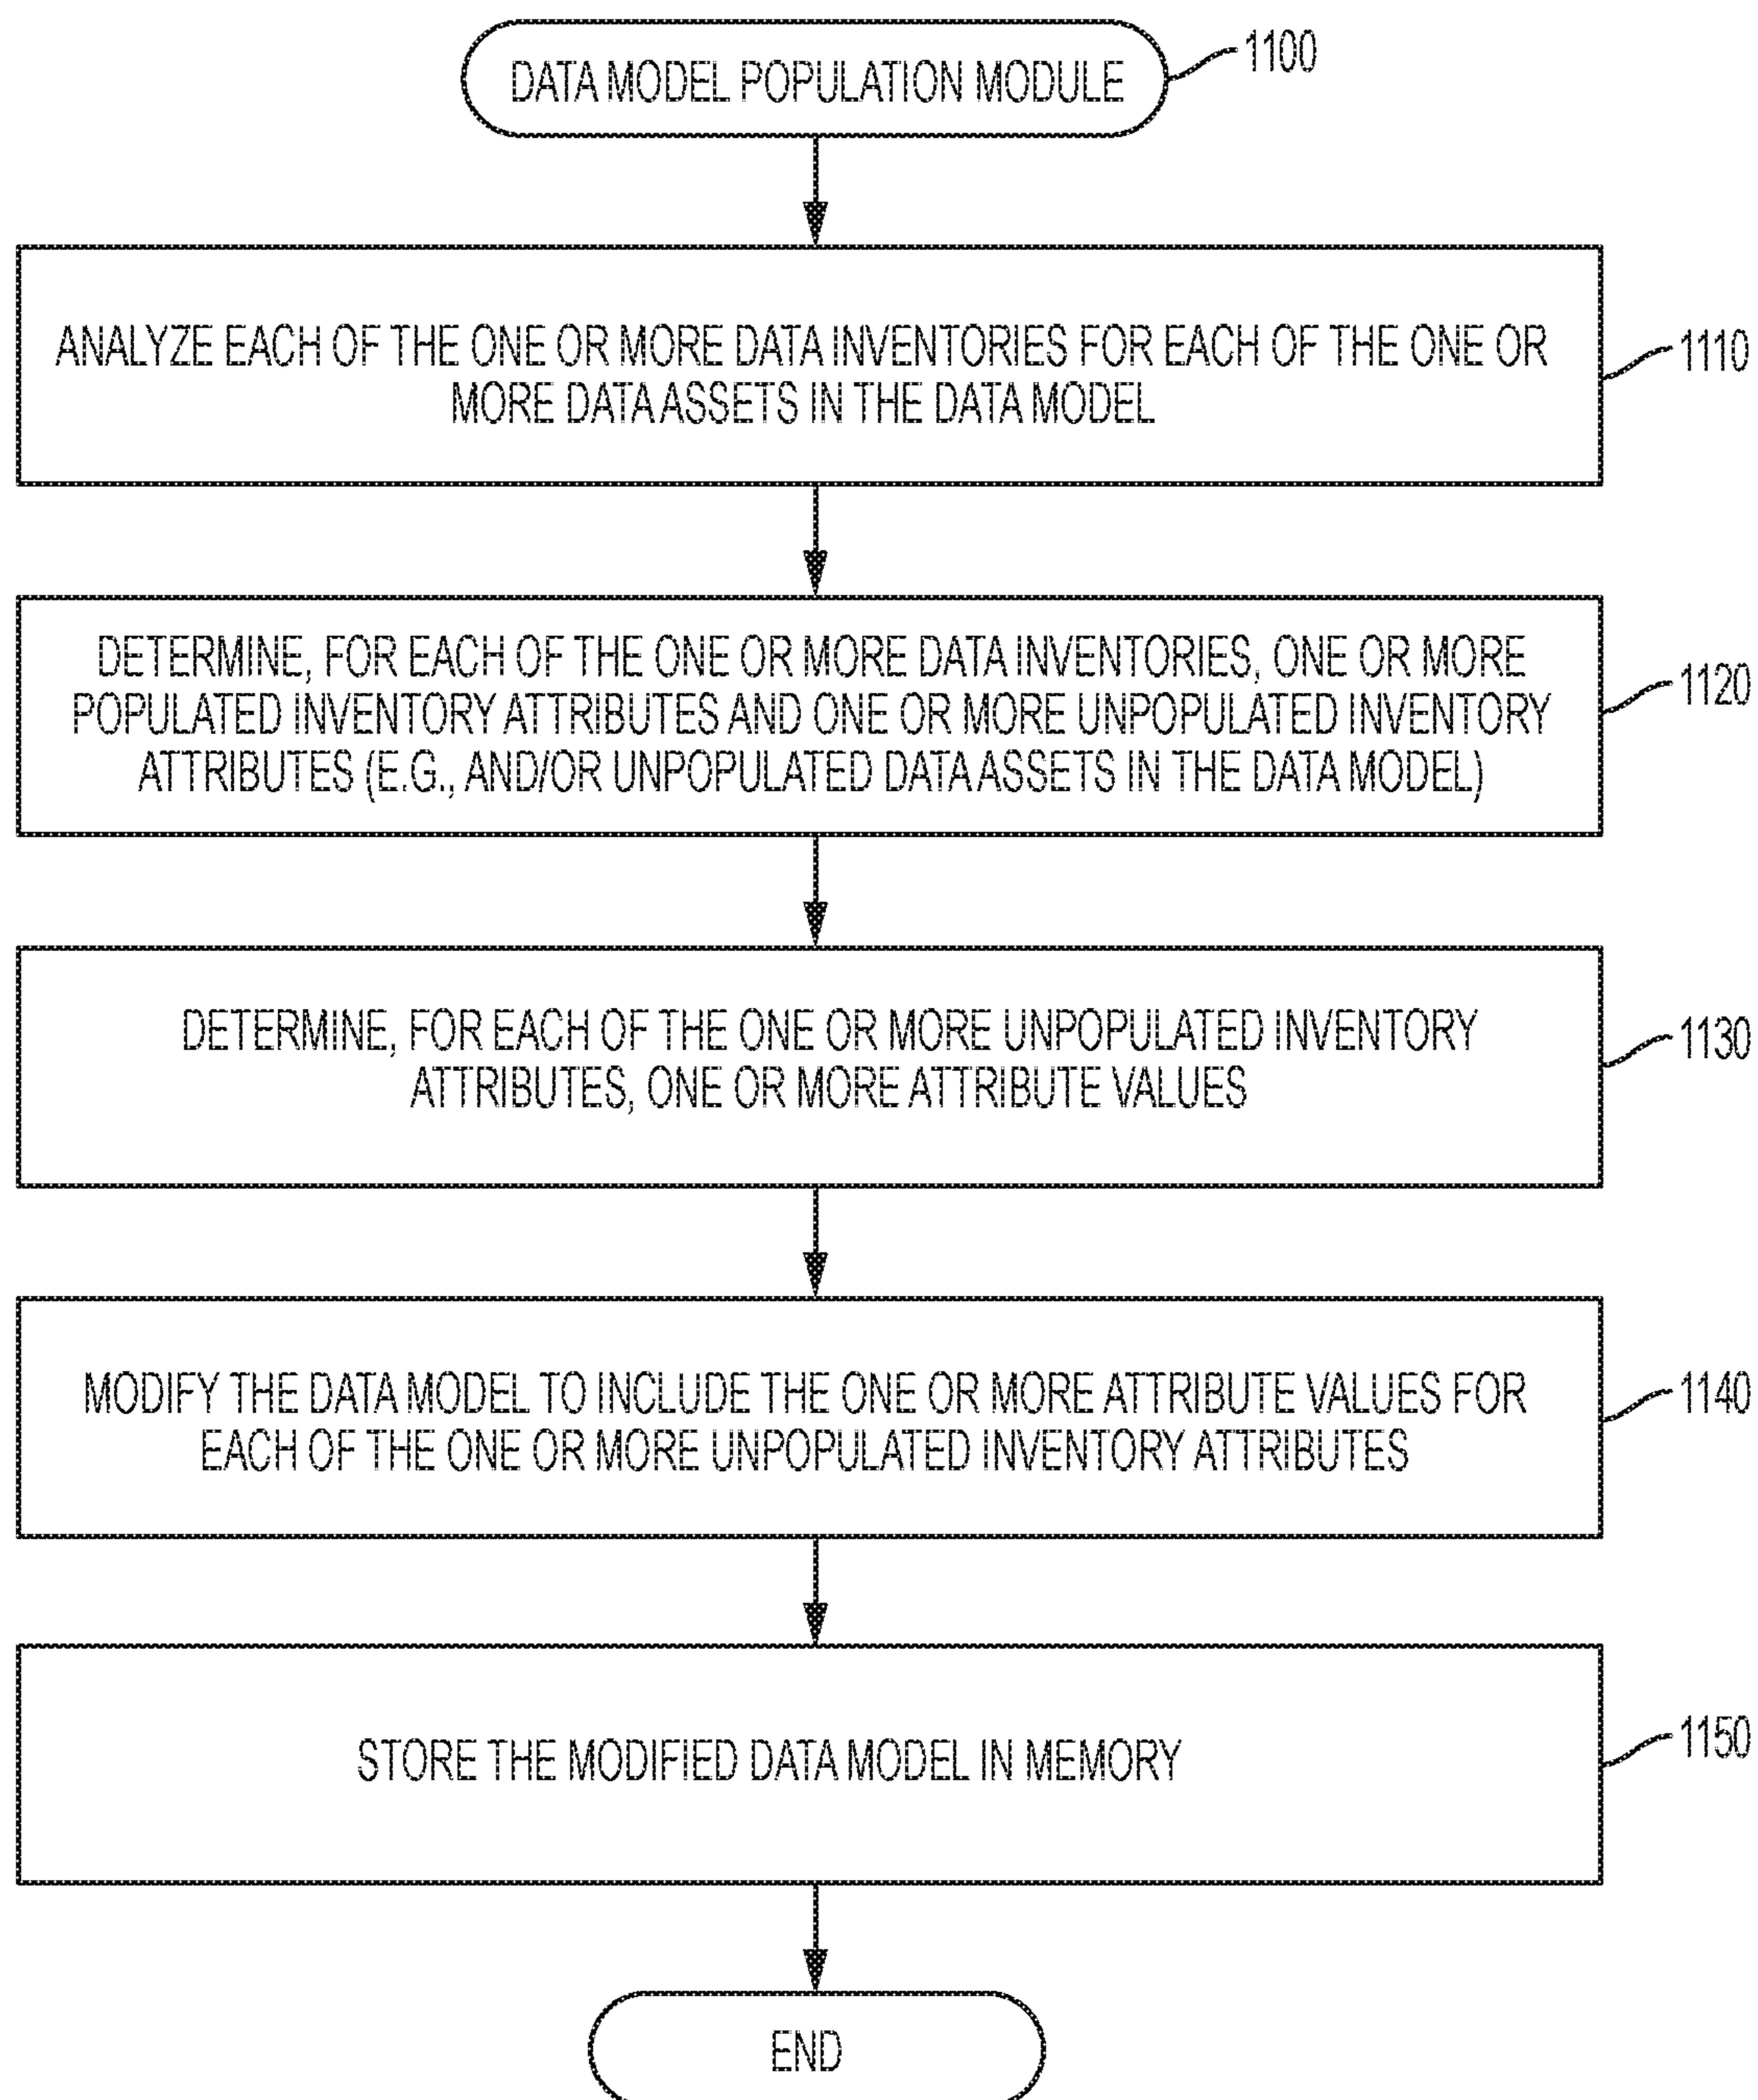 DATA MODEL POPULATION MODULE
1100
ANALYZE EACH OF THE ONE OR MORE DATA INVENTORIES FOR EACH OF THE ONE OR
MORE DATA ASSETS IN THE DATA MODEL
1110
DETERMINE, FOR EACH OF THE ONE OR MORE DATA INVENTORIES, ONE OR MORE
POPULATED INVENTORY ATTRIBUTES AND ONE OR MORE UNPOPULATED INVENTORY
ATTRIBUTES (E.G., AND/OR UNPOPULATED DATA ASSETS IN THE DATA MODEL)
1120
DETERMINE, FOR EACH OF THE ONE OR MORE UNPOPULATED INVENTORY
ATTRIBUTES, ONE OR MORE ATTRIBUTE VALUES
1130
MODIFY THE DATA MODEL TO INCLUDE THE ONE OR MORE ATTRIBUTE VALUES FOR
EACH OF THE ONE OR MORE UNPOPULATED INVENTORY ATTRIBUTES
1140
STORE THE MODIFIED DATA MODEL IN MEMORY
1150
END